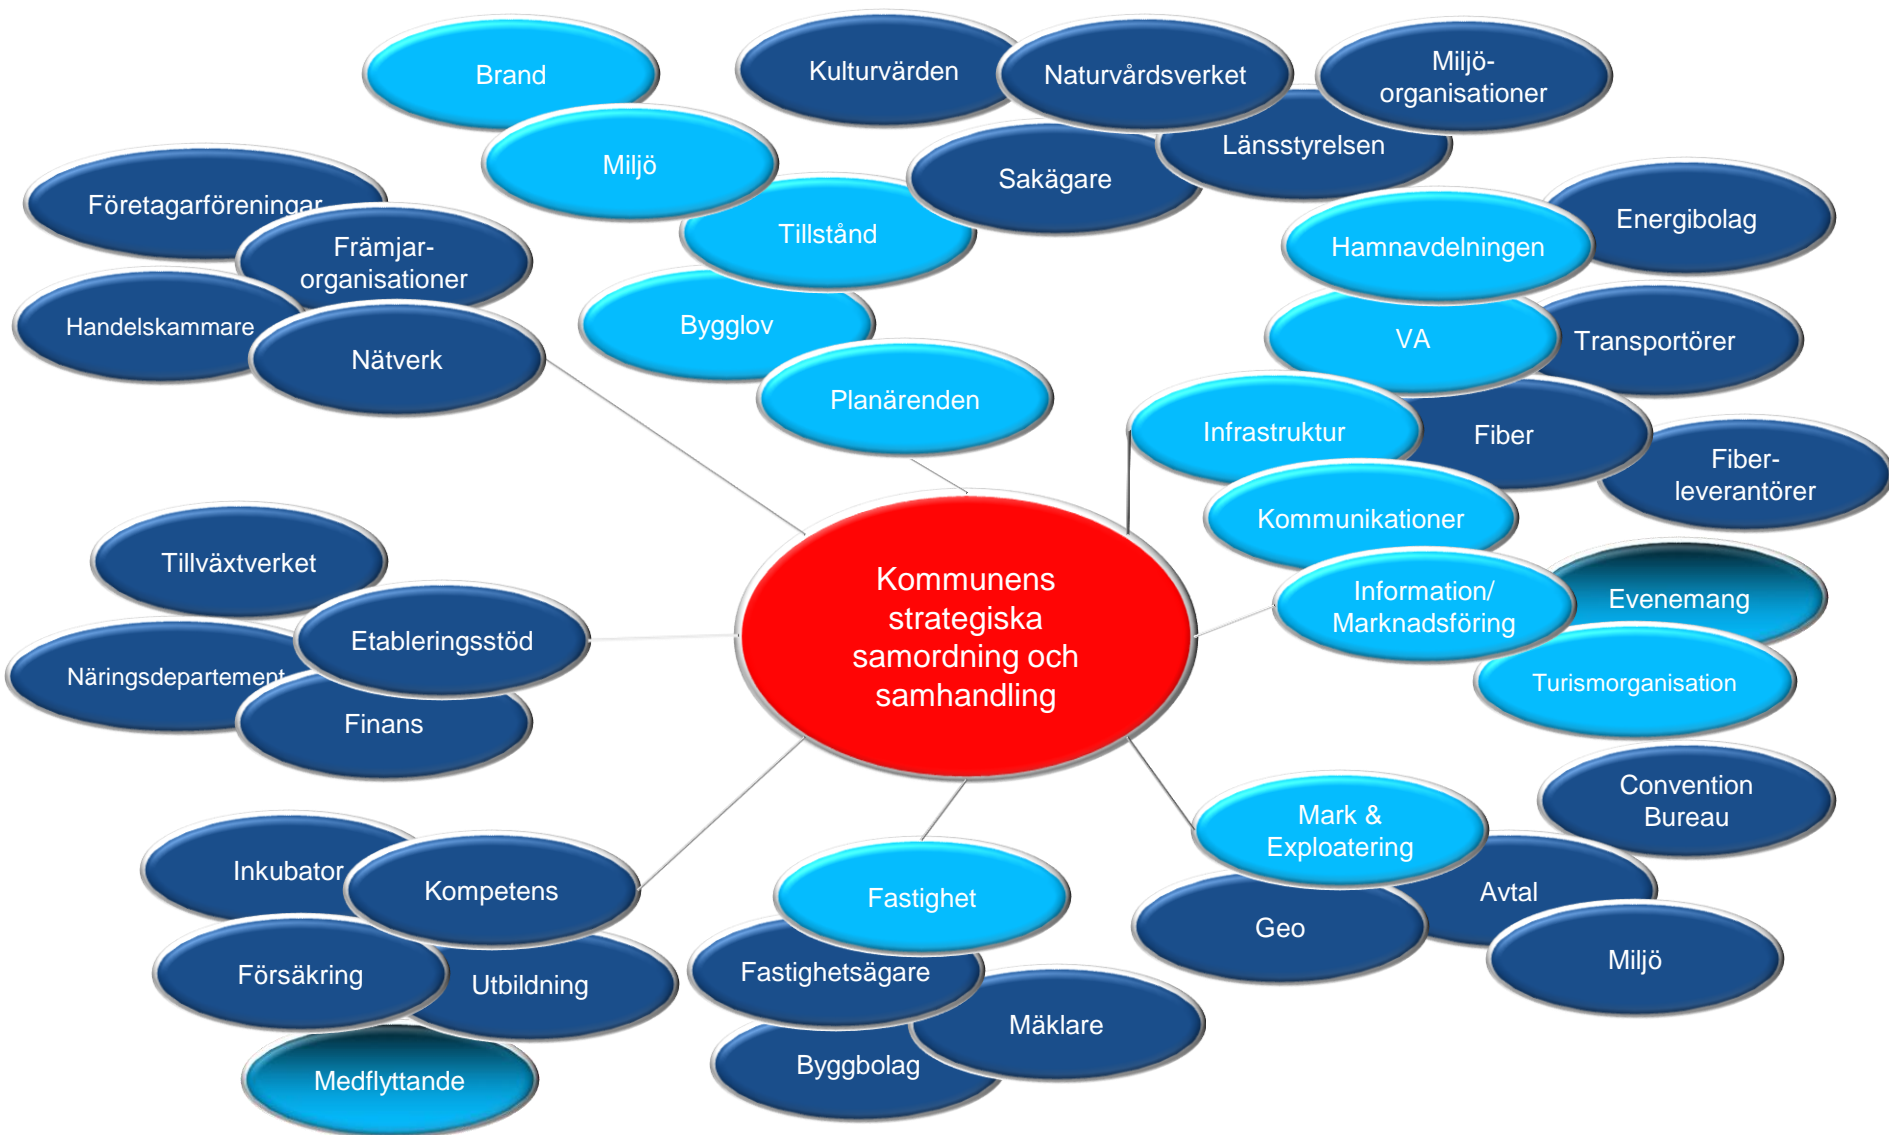 Brand
Kulturvärden
Naturvårdsverket
Miljö-
organisationer
Miljö
Sakägare
Länsstyrelsen
Företagarföreningar
Främjar-
organisationer
Handelskammare
Nätverk
Tillstånd
Bygglov
Planärenden
Hamnavdelningen
Energibolag
VA
Transportörer
Infrastruktur
Fiber
Fiber-
leverantörer
Kommunikationer
Information/
Marknadsföring
Evenemang
Turismorganisation
Kommunens
strategiska
samordning och
samhandling
Tillväxtverket
Etableringsstöd
Näringsdepartement
Finans
Convention
Bureau
Mark &
Exploatering
Avtal
Geo
Miljö
Inkubator
Kompetens
Försäkring
Utbildning
Medflyttande
Fastighet
Fastighetsägare
Mäklare
Byggbolag